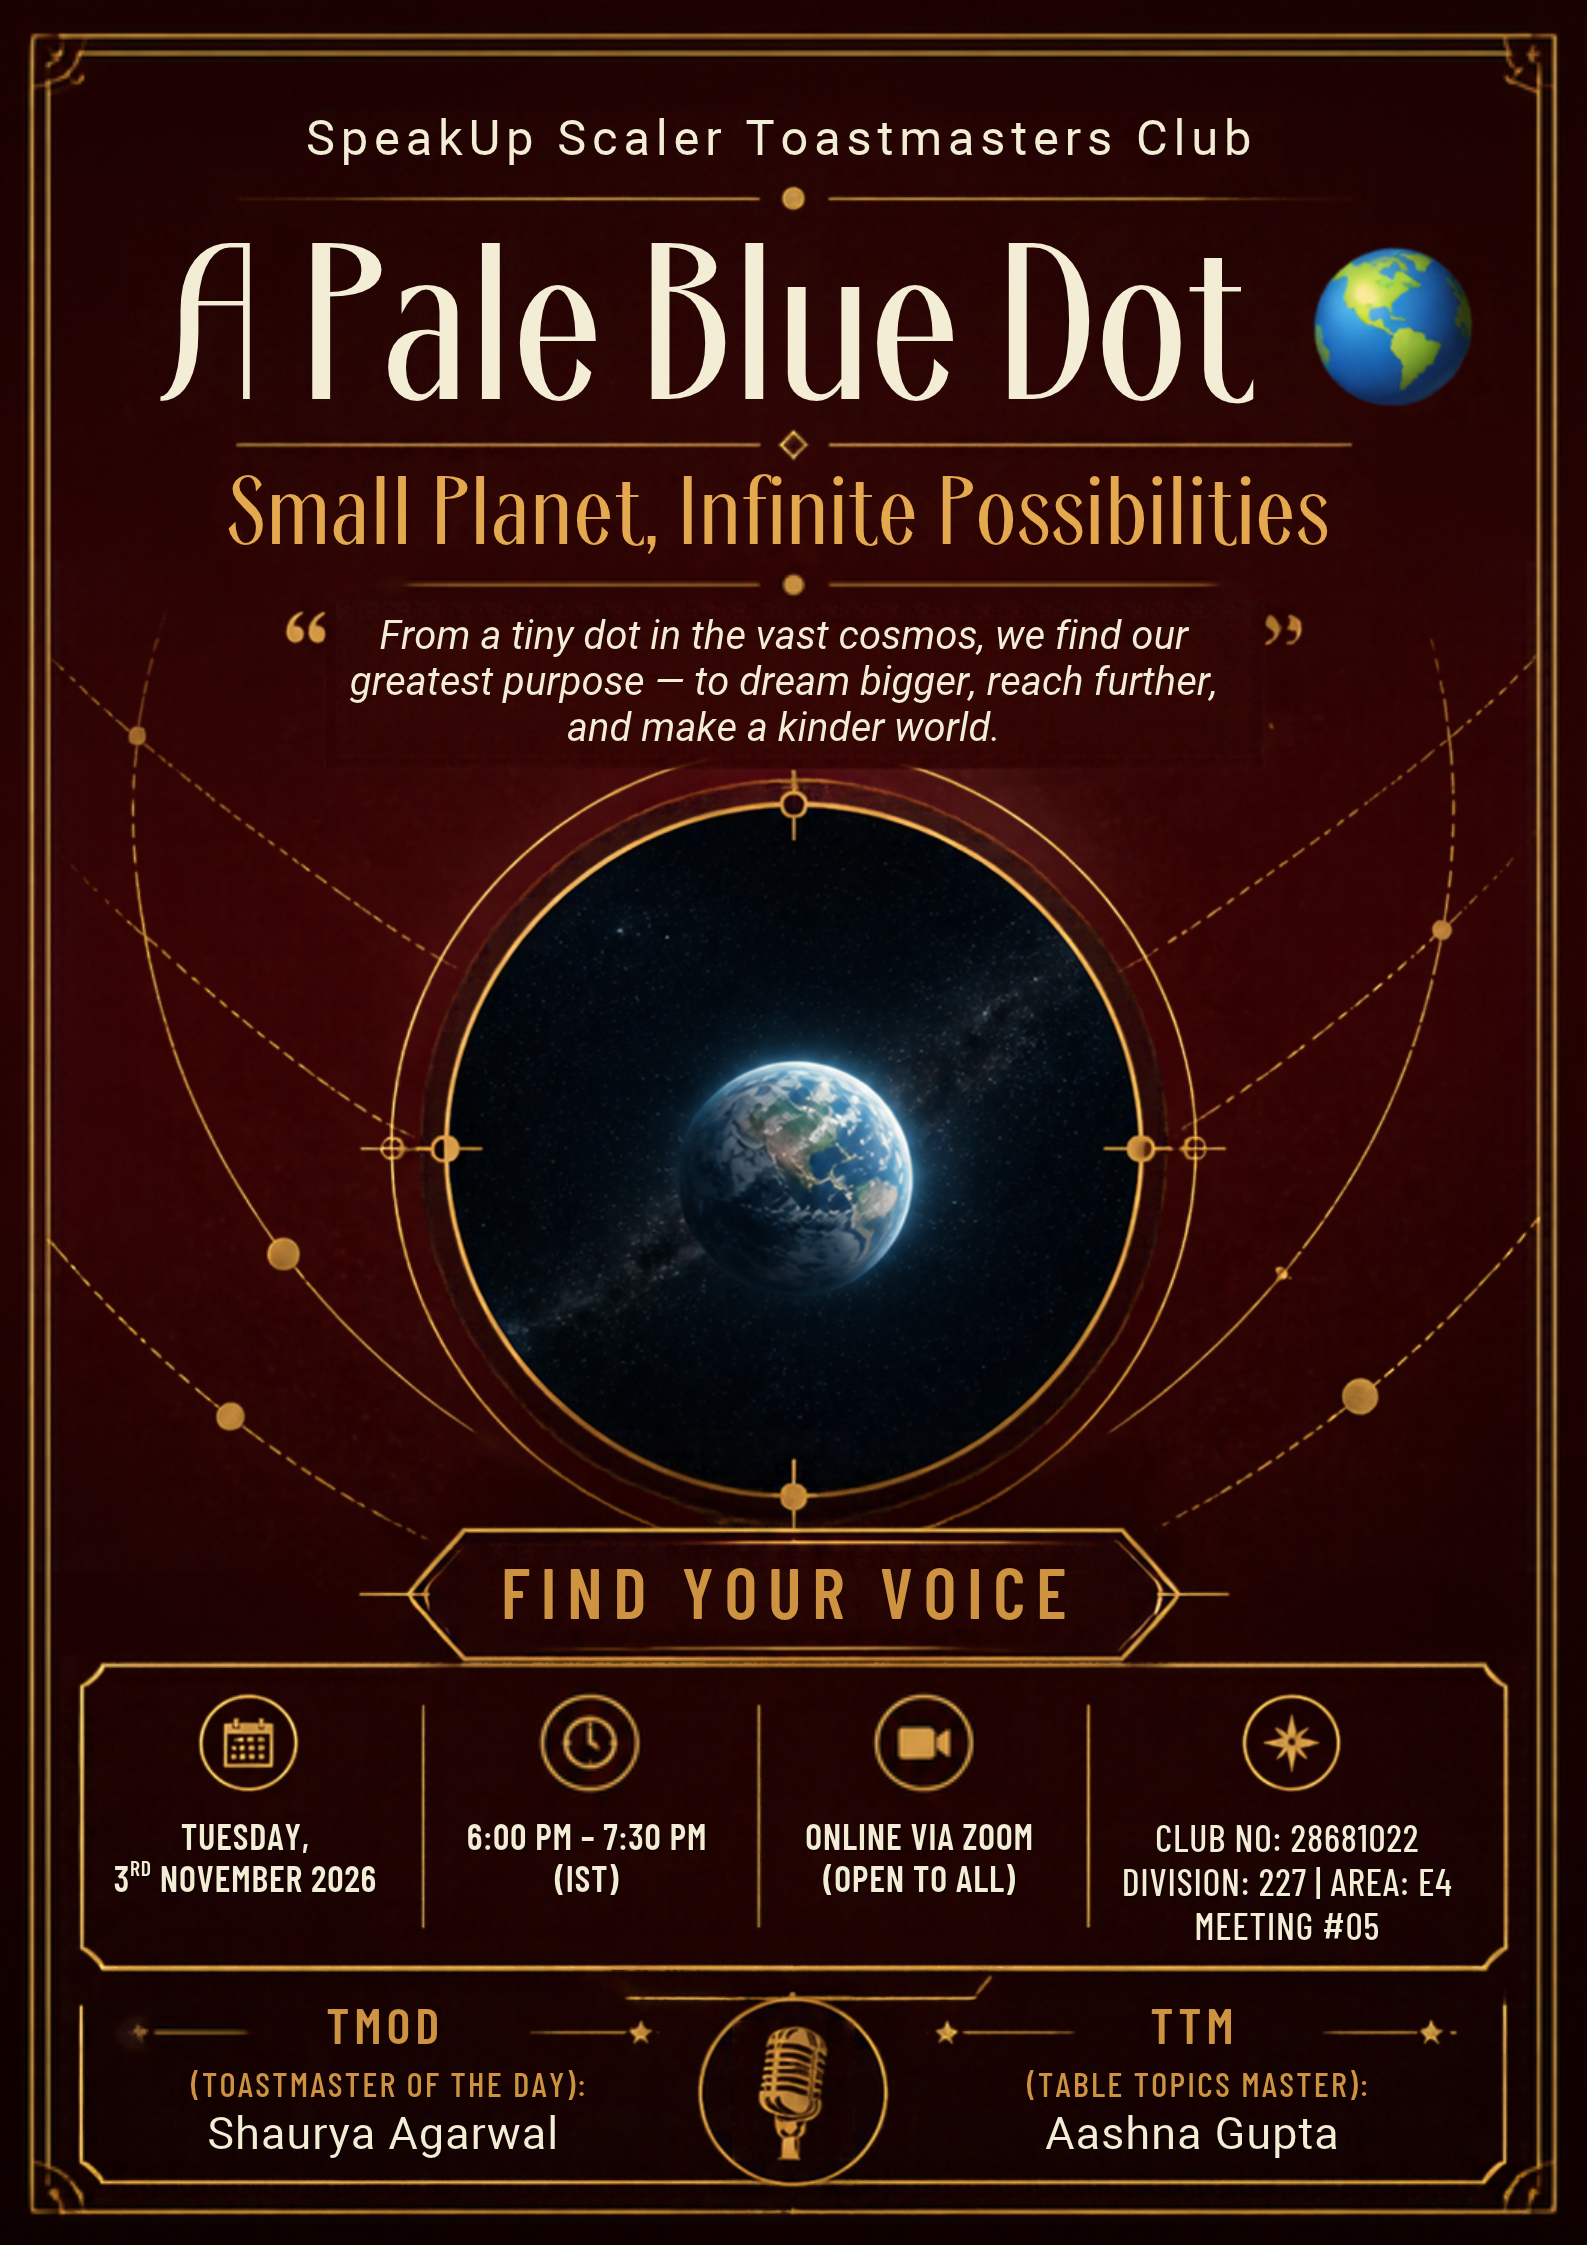 SpeakUp Scaler Toastmasters Club
A Pale Blue Dot
Small Planet, Infinite Possibilities
“ From a tiny dot in the vast cosmos, we find our ”
greatest purpose — to dream bigger, reach further,
and make a kinder world.
FIND YOUR VOICE
TUESDAY,
3RD NOVEMBER 2026
6:00 PM – 7:30 PM
(IST)
ONLINE VIA ZOOM
(OPEN TO ALL)
CLUB NO: 28681022
DIVISION: 227 | AREA: E4
MEETING #05
TMOD
(TOASTMASTER OF THE DAY):
Shaurya Agarwal
TTM
(TABLE TOPICS MASTER):
Aashna Gupta